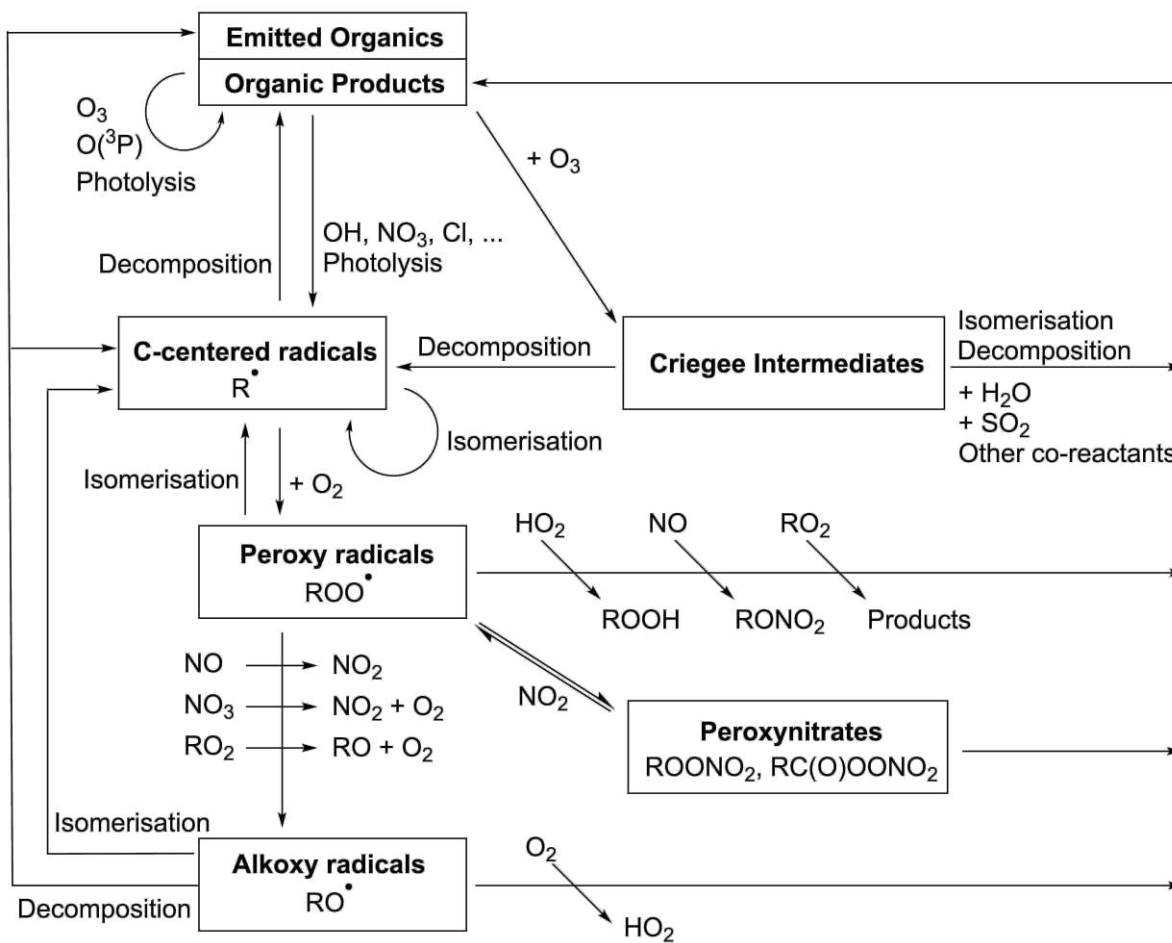 Emitted Organics
Organic Products
O₃
O(³P)
Photolysis
+ O₃
OH, NO₃, Cl, ...
Photolysis
Decomposition
C-centered radicals
R•
Decomposition
Criegee Intermediates
Isomerisation
Decomposition
+ H₂O
+ SO₂
Other co-reactants
Isomerisation
Isomerisation
+ O₂
Peroxy radicals
ROO•
HO₂
NO
RO₂
ROOH
RONO₂
Products
NO
NO₂
NO₃
NO₂ + O₂
RO₂
RO + O₂
NO₂
Peroxynitrates
ROONO₂, RC(O)OONO₂
Isomerisation
Alkoxy radicals
RO•
Decomposition
O₂
HO₂